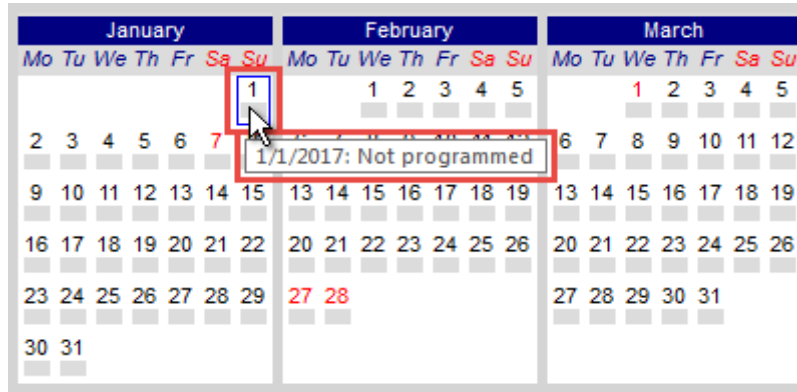 January
Mo Tu We Th Fr Sa Su
1
2 3 4 5 6 7
9 10 11 12 13 14 15
16 17 18 19 20 21 22
23 24 25 26 27 28 29
30 31
1/1/2017: Not programmed
February
Mo Tu We Th Fr Sa Su
1 2 3 4 5
13 14 15 16 17 18 19
20 21 22 23 24 25 26
27 28
March
Mo Tu We Th Fr Sa Su
1 2 3 4 5
6 7 8 9 10 11 12
13 14 15 16 17 18 19
20 21 22 23 24 25 26
27 28 29 30 31